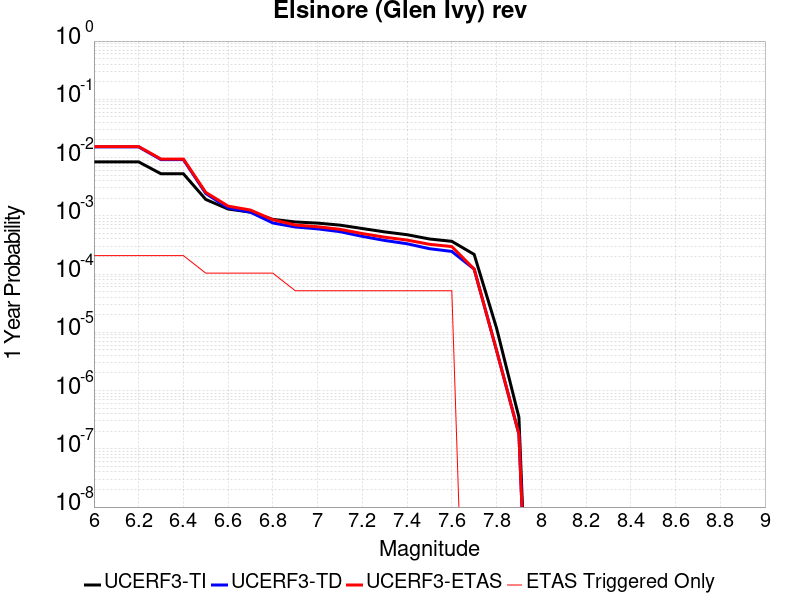 Elsinore (Glen Ivy) rev
10^0
10^-1
10^-2
10^-3
10^-4
10^-5
10^-6
10^-7
10^-8
1 Year Probability
6 6.2 6.4 6.6 6.8 7 7.2 7.4 7.6 7.8 8 8.2 8.4 8.6 8.8 9
Magnitude
UCERF3-TI UCERF3-TD UCERF3-ETAS ETAS Triggered Only